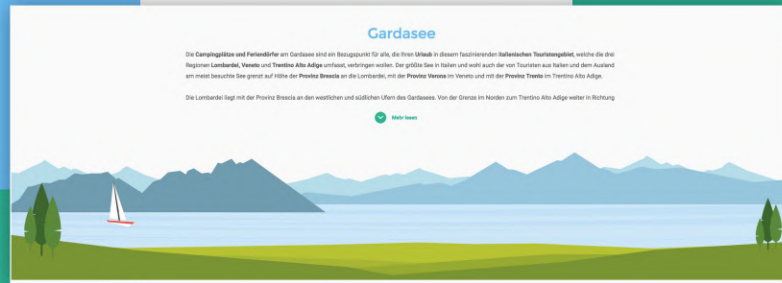 Gardasee
Die Campingplätze und Feriendörfer am Gardasee sind ein Bezugspunkt für alle, die Ihren Urlaub in diesem faszinierenden italienischen Touristengebiet, welche die drei
Regionen Lombardei, Veneto und Trentino Alto Adige umfasst, verbringen wollen. Der größte See in Italien und wohl auch der von Touristen aus Italien und dem Ausland
am meist besuchte See grenzt auf Höhe der Provinz Brescia an die Lombardei, mit der Provinz Verona im Veneto und mit der Provinz Trento im Trentino Alto Adige.
Die Lombardei liegt mit der Provinz Brescia an den westlichen und südlichen Ufern des Gardasees. Von der Grenze im Norden zum Trentino Alto Adige weiter in Richtung
Mehr lesen